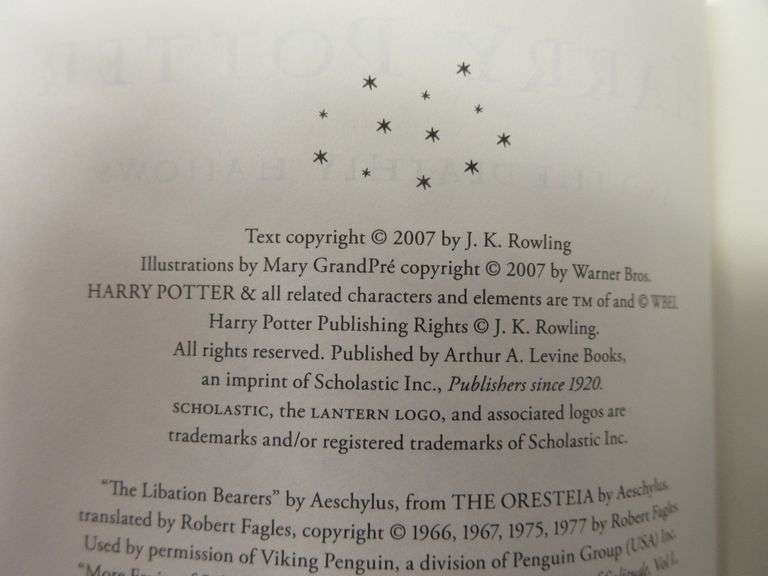 Text copyright © 2007 by J. K. Rowling
Illustrations by Mary GrandPré copyright © 2007 by Warner Bros.
HARRY POTTER & all related characters and elements are TM of and © WBEI.
Harry Potter Publishing Rights © J. K. Rowling.
All rights reserved. Published by Arthur A. Levine Books,
an imprint of Scholastic Inc., Publishers since 1920.
SCHOLASTIC, the LANTERN LOGO, and associated logos are
trademarks and/or registered trademarks of Scholastic Inc.
“The Libation Bearers” by Aeschylus, from THE ORESTEIA by Aeschylus,
translated by Robert Fagles, copyright © 1966, 1967, 1975, 1977 by Robert Fagles
Used by permission of Viking Penguin, a division of Penguin Group (USA) Inc.
“More